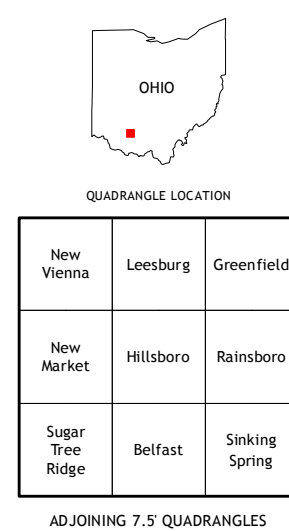 OHIO
QUADRANGLE LOCATION
New
Vienna
Leesburg
Greenfield
New
Market
Hillsboro
Rainsboro
Sugar
Tree
Ridge
Belfast
Sinking
Spring
ADJOINING 7.5' QUADRANGLES